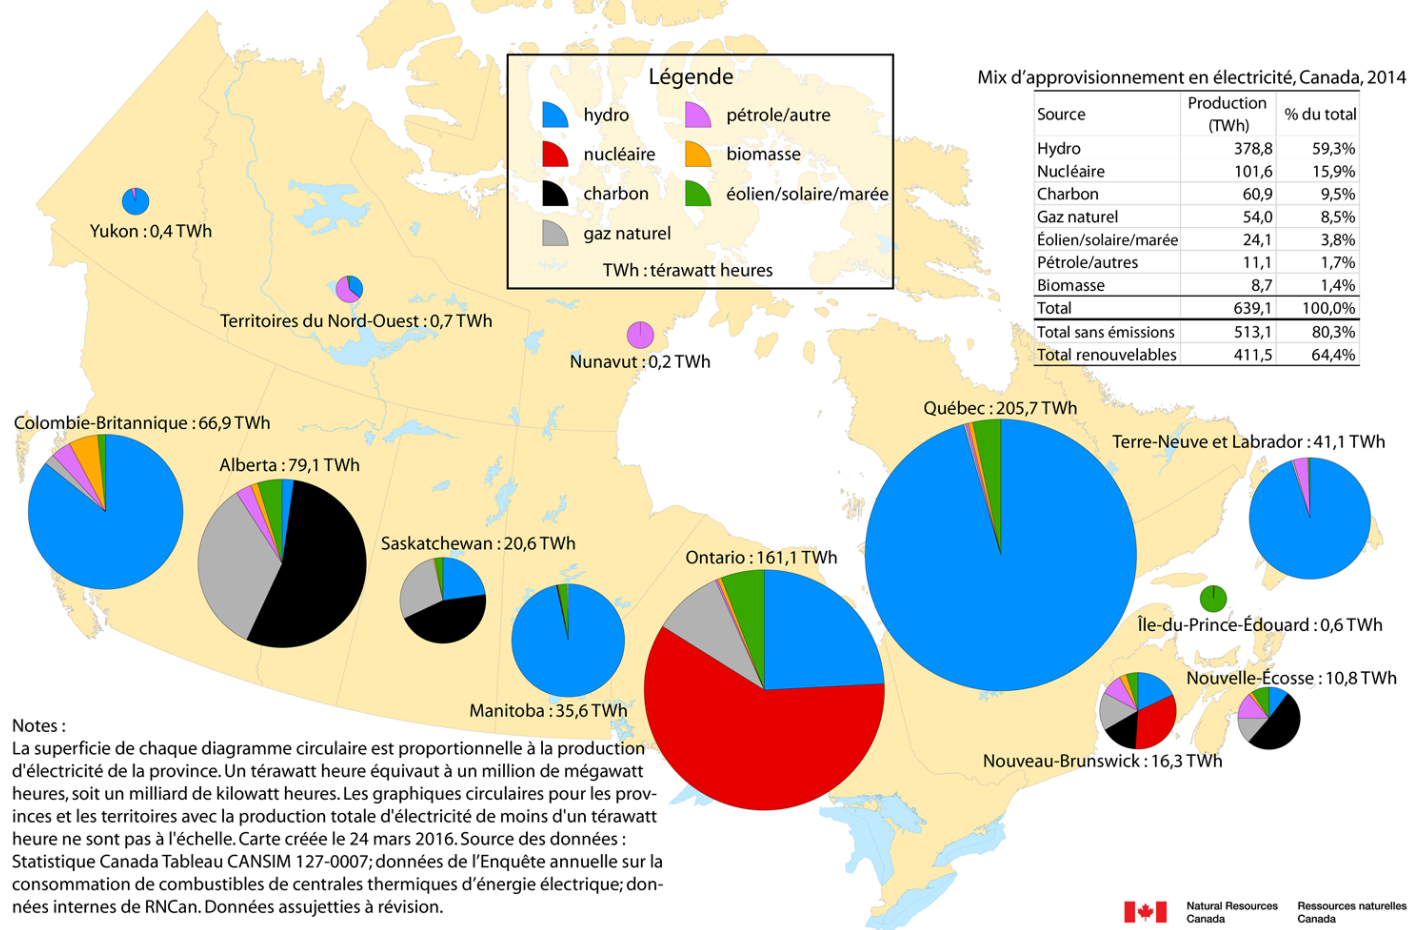 Légende
hydro
nucléaire
charbon
gaz naturel
pétrole/autre
biomasse
éolien/solaire/marée
TWh : térawatt heures
Mix d’approvisionnement en électricité, Canada, 2014
Source Production (TWh) % du total
Hydro 378,8 59,3%
Nucléaire 101,6 15,9%
Charbon 60,9 9,5%
Gaz naturel 54,0 8,5%
Éolien/solaire/marée 24,1 3,8%
Pétrole/autres 11,1 1,7%
Biomasse 8,7 1,4%
Total 639,1 100,0%
Total sans émissions 513,1 80,3%
Total renouvelables 411,5 64,4%
Yukon : 0,4 TWh
Territoires du Nord-Ouest : 0,7 TWh
Nunavut : 0,2 TWh
Colombie-Britannique : 66,9 TWh
Alberta : 79,1 TWh
Saskatchewan : 20,6 TWh
Manitoba : 35,6 TWh
Ontario : 161,1 TWh
Québec : 205,7 TWh
Terre-Neuve et Labrador : 41,1 TWh
Île-du-Prince-Édouard : 0,6 TWh
Nouvelle-Écosse : 10,8 TWh
Nouveau-Brunswick : 16,3 TWh
Notes :
La superficie de chaque diagramme circulaire est proportionnelle à la production
d'électricité de la province. Un térawatt heure équivaut à un million de mégawatt
heures, soit un milliard de kilowatt heures. Les graphiques circulaires pour les prov-
inces et les territoires avec la production totale d'électricité de moins d'un térawatt
heure ne sont pas à l'échelle. Carte créée le 24 mars 2016. Source des données :
Statistique Canada Tableau CANSIM 127-0007; données de l’Enquête annuelle sur la
consommation de combustibles de centrales thermiques d’énergie électrique; don-
nées internes de RNCan. Données assujetties à révision.
Natural Resources
Canada
Ressources naturelles
Canada